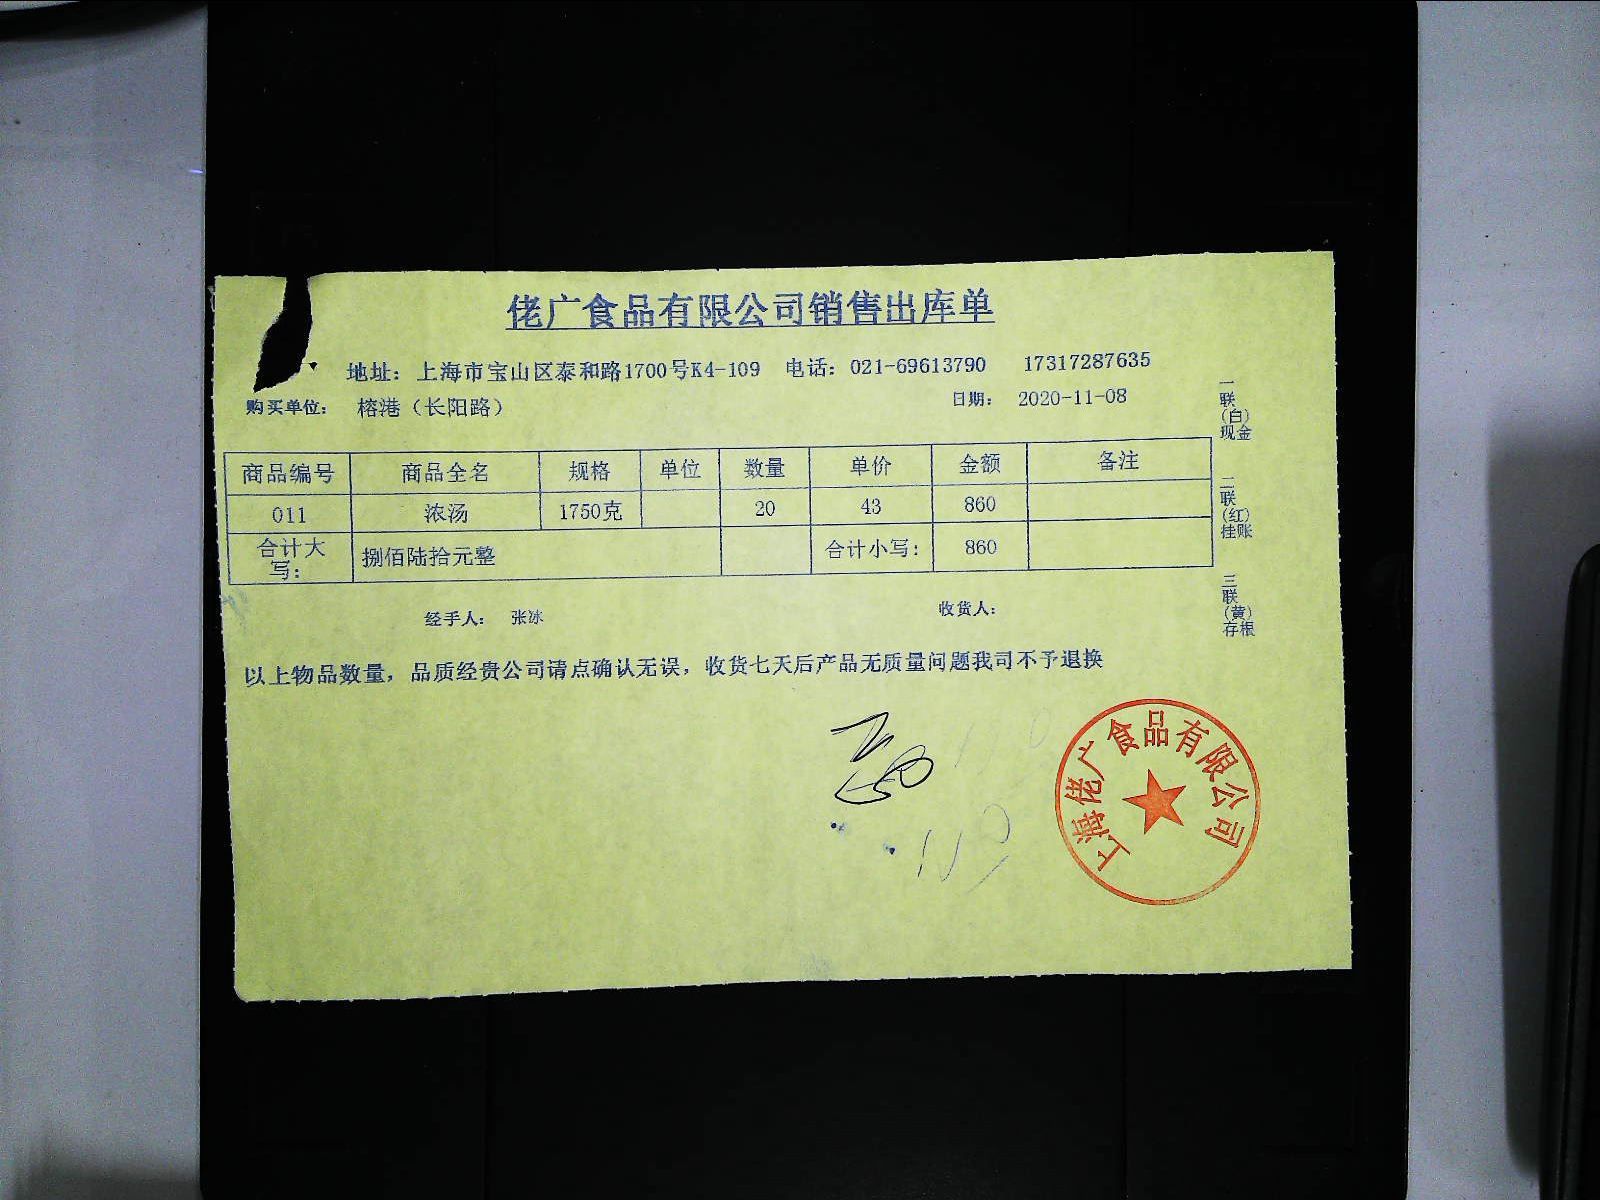 佬广食品有限公司销售出库单
地址：上海市宝山区泰和路1700号K4-109 电话：021-69613790 17317287635
购买单位： 榕港（长阳路） 日期： 2020-11-08
商品编号 商品全名 规格 单位 数量 单价 金额 备注
011 浓汤 1750克 20 43 860
合计大写： 捌佰陆拾元整 合计小写： 860
经手人： 张冰 收货人：
以上物品数量，品质经贵公司请点确认无误，收货七天后产品无质量问题我司不予退换
一联（白）现金
二联（红）挂账
三联（黄）存根
上海佬广食品有限公司